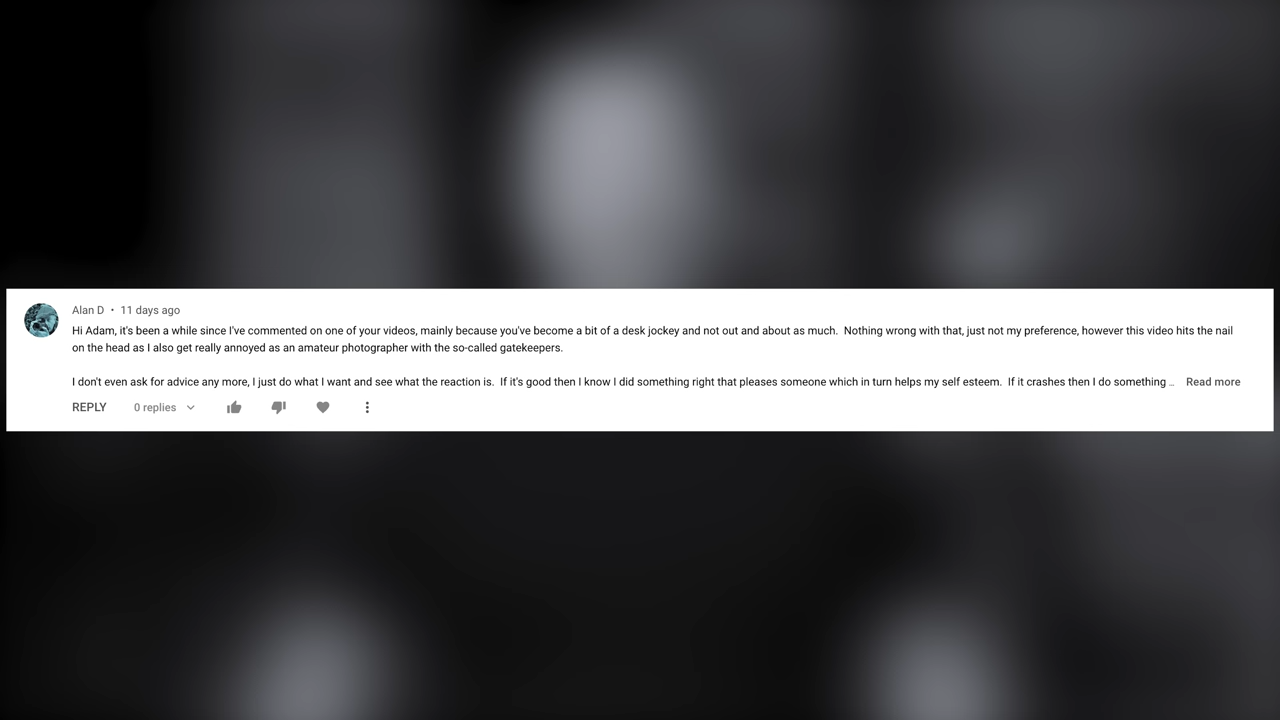 Alan D • 11 days ago
Hi Adam, it's been a while since I've commented on one of your videos, mainly because you've become a bit of a desk jockey and not out and about as much.  Nothing wrong with that, just not my preference, however this video hits the nail
on the head as I also get really annoyed as an amateur photographer with the so-called gatekeepers.
I don't even ask for advice any more, I just do what I want and see what the reaction is.  If it's good then I know I did something right that pleases someone which in turn helps my self esteem.  If it crashes then I do something ... Read more
REPLY 0 replies